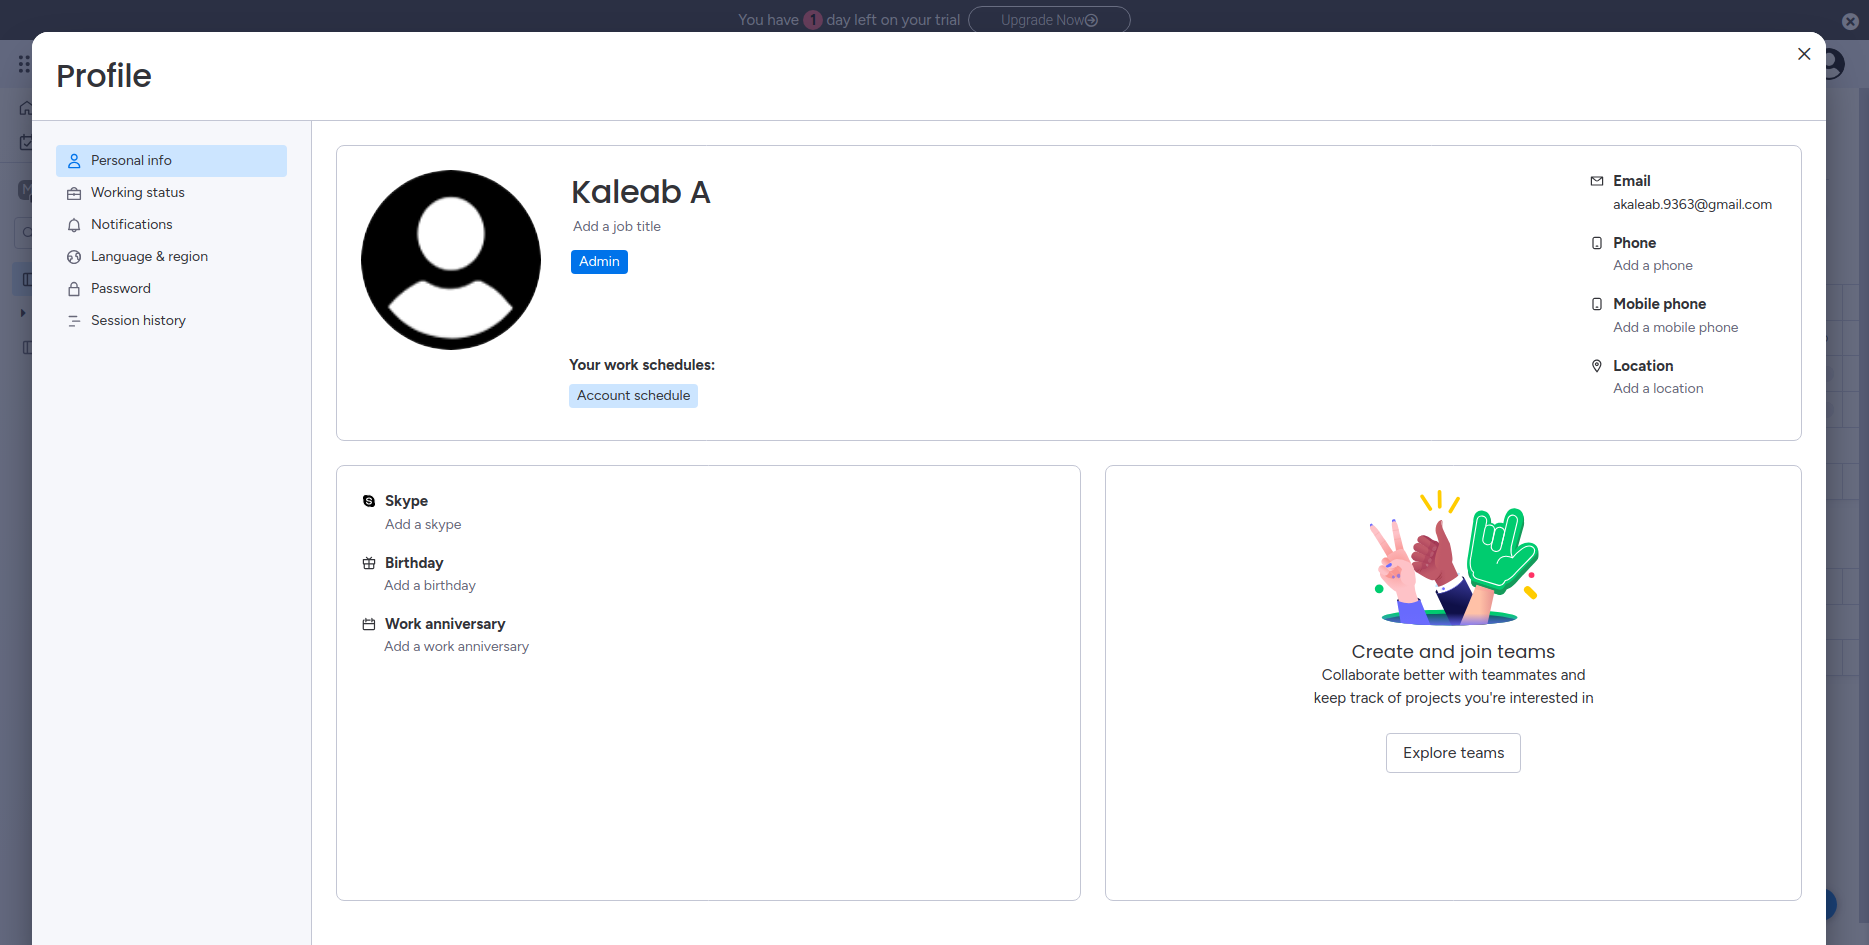 You have 1 day left on your trial Upgrade Now
Profile
Personal info
Working status
Notifications
Language & region
Password
Session history
Kaleab A
Add a job title
Admin
Your work schedules:
Account schedule
Email
akaleab.9363@gmail.com
Phone
Add a phone
Mobile phone
Add a mobile phone
Location
Add a location
Skype
Add a skype
Birthday
Add a birthday
Work anniversary
Add a work anniversary
Create and join teams
Collaborate better with teammates and
keep track of projects you're interested in
Explore teams